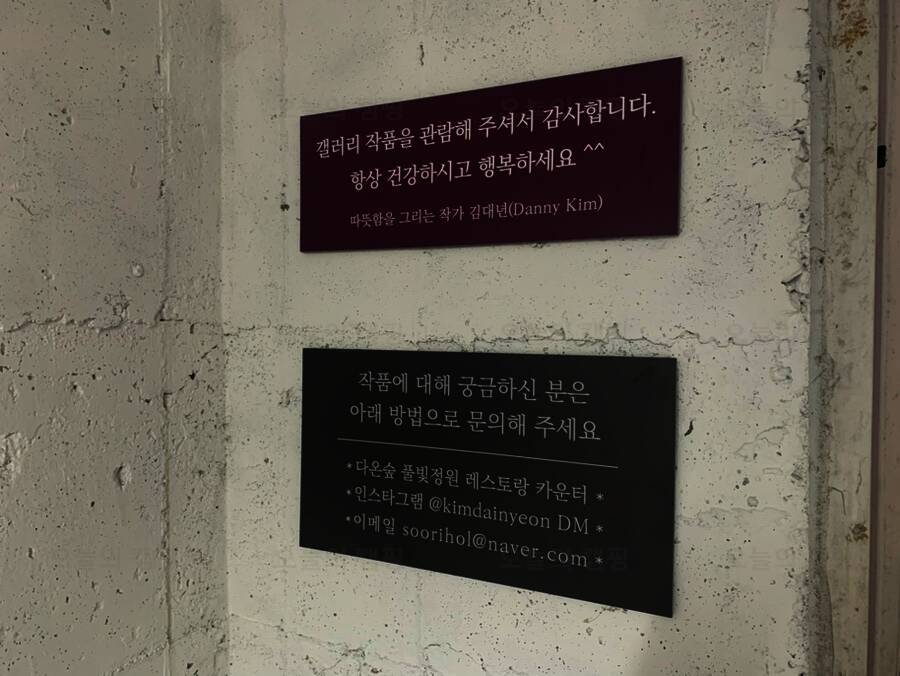 갤러리 작품을 관람해 주셔서 감사합니다.
항상 건강하시고 행복하세요 ^^
따뜻함을 그리는 작가 김대년(Danny Kim)
작품에 대해 궁금하신 분은
아래 방법으로 문의해 주세요
*다온숲 풀빛정원 레스토랑 카운터 *
*인스타그램 @kimdainyeon DM *
*이메일 soorihol@naver.com *